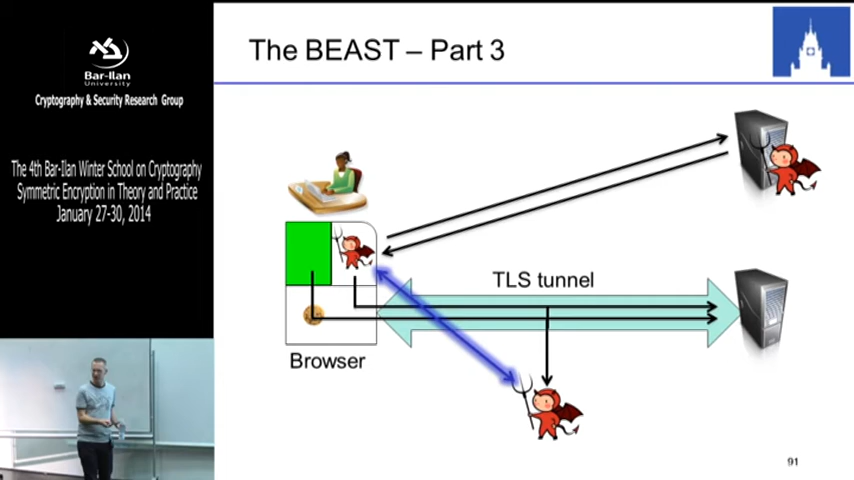 Bar-Ilan
University
Cryptography & Security Research Group
The 4th Bar-Ilan Winter School on Cryptography
Symmetric Encryption in Theory and Practice
January 27-30, 2014
The BEAST – Part 3
TLS tunnel
Browser
91